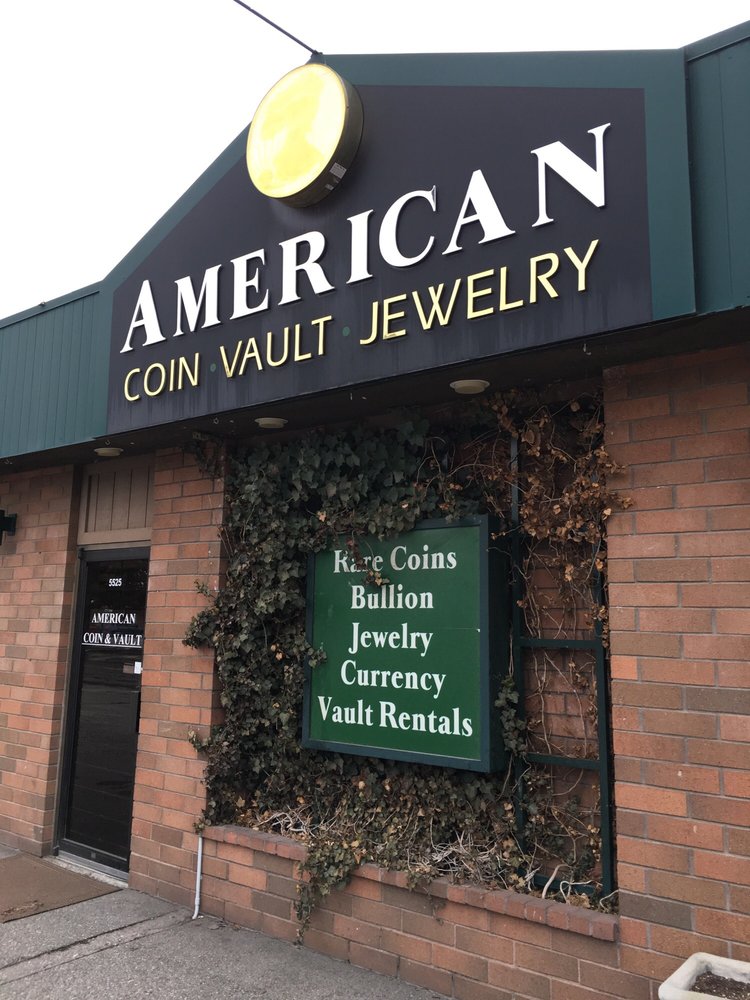 AMERICAN
COIN · VAULT · JEWELRY
Rare Coins
Bullion
Jewelry
Currency
Vault Rentals
5525
AMERICAN
COIN & VAULT